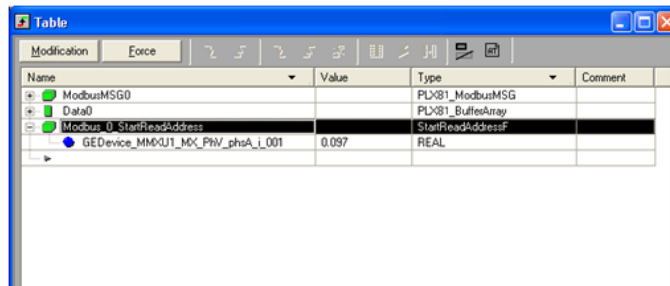 Table
Modification Force
Name Value Type Comment
ModbusMSG0 PLX81_ModbusMSG
Data0 PLX81_BufferArray
Modbus_0_StartReadAddress StartReadAddressF
GEDevice_MMXU1_MX_PhV_phsA_i_001 0.097 REAL